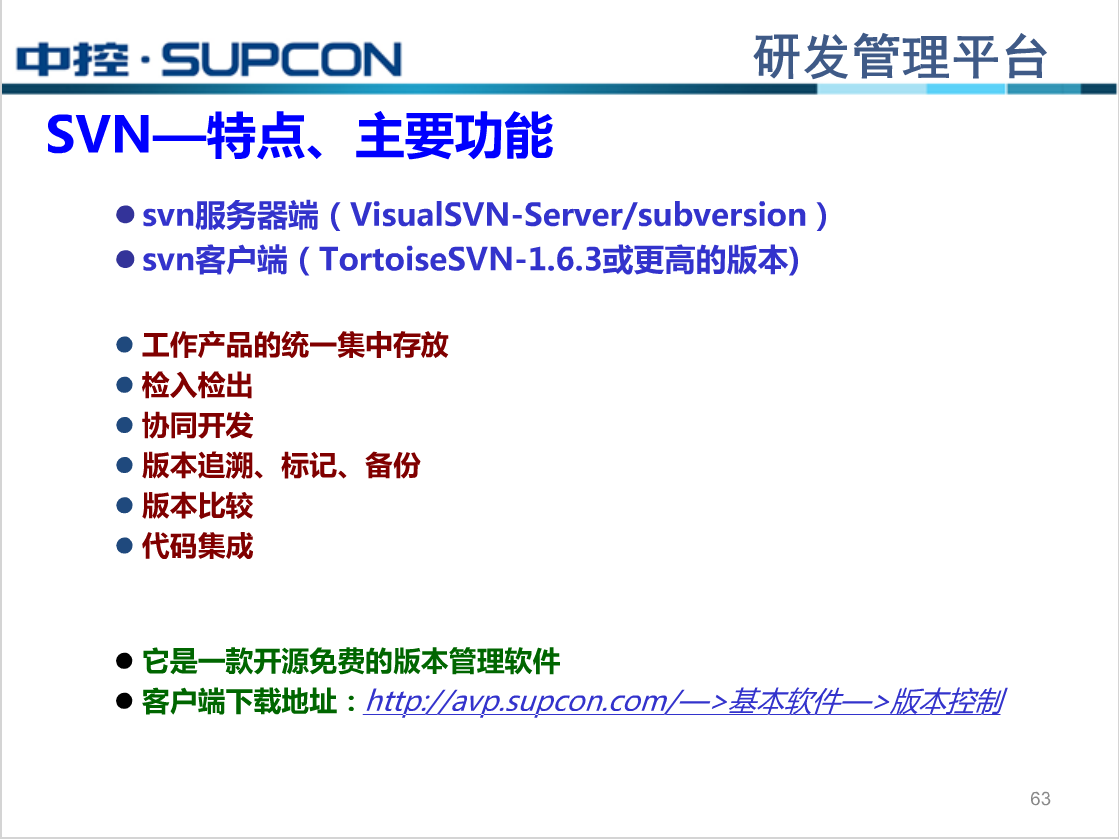 中控·SUPCON
研发管理平台
SVN—特点、主要功能
svn服务器端（VisualSVN-Server/subversion）
svn客户端（TortoiseSVN-1.6.3或更高的版本)
工作产品的统一集中存放
检入检出
协同开发
版本追溯、标记、备份
版本比较
代码集成
它是一款开源免费的版本管理软件
客户端下载地址：http://avp.supcon.com/—>基本软件—>版本控制
63